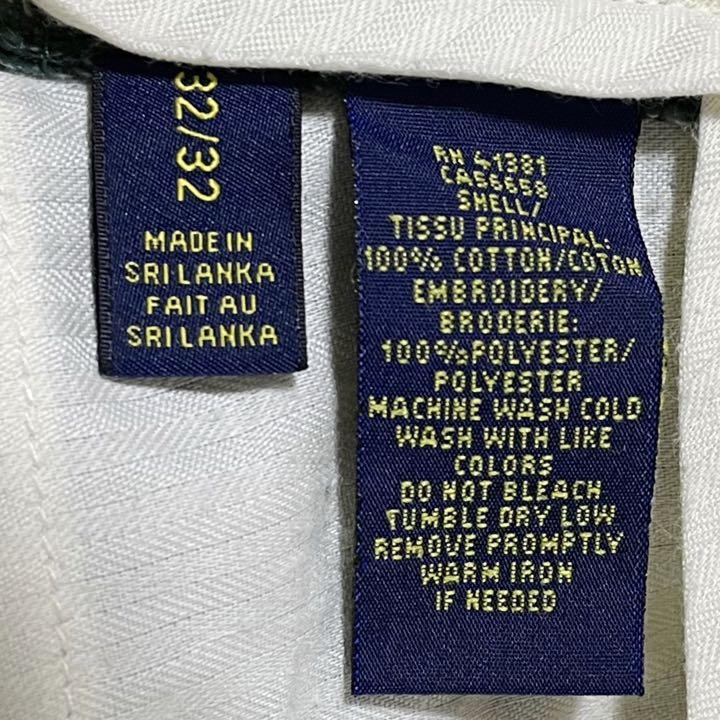 32/32
MADE IN
SRI LANKA
FAIT AU
SRI LANKA
RN 41381
CA56658
SHELL/
TISSU PRINCIPAL:
100% COTTON/COTON
EMBROIDERY/
BRODERIE:
100%POLYESTER/
POLYESTER
MACHINE WASH COLD
WASH WITH LIKE
COLORS
DO NOT BLEACH
TUMBLE DRY LOW
REMOVE PROMPTLY
WARM IRON
IF NEEDED